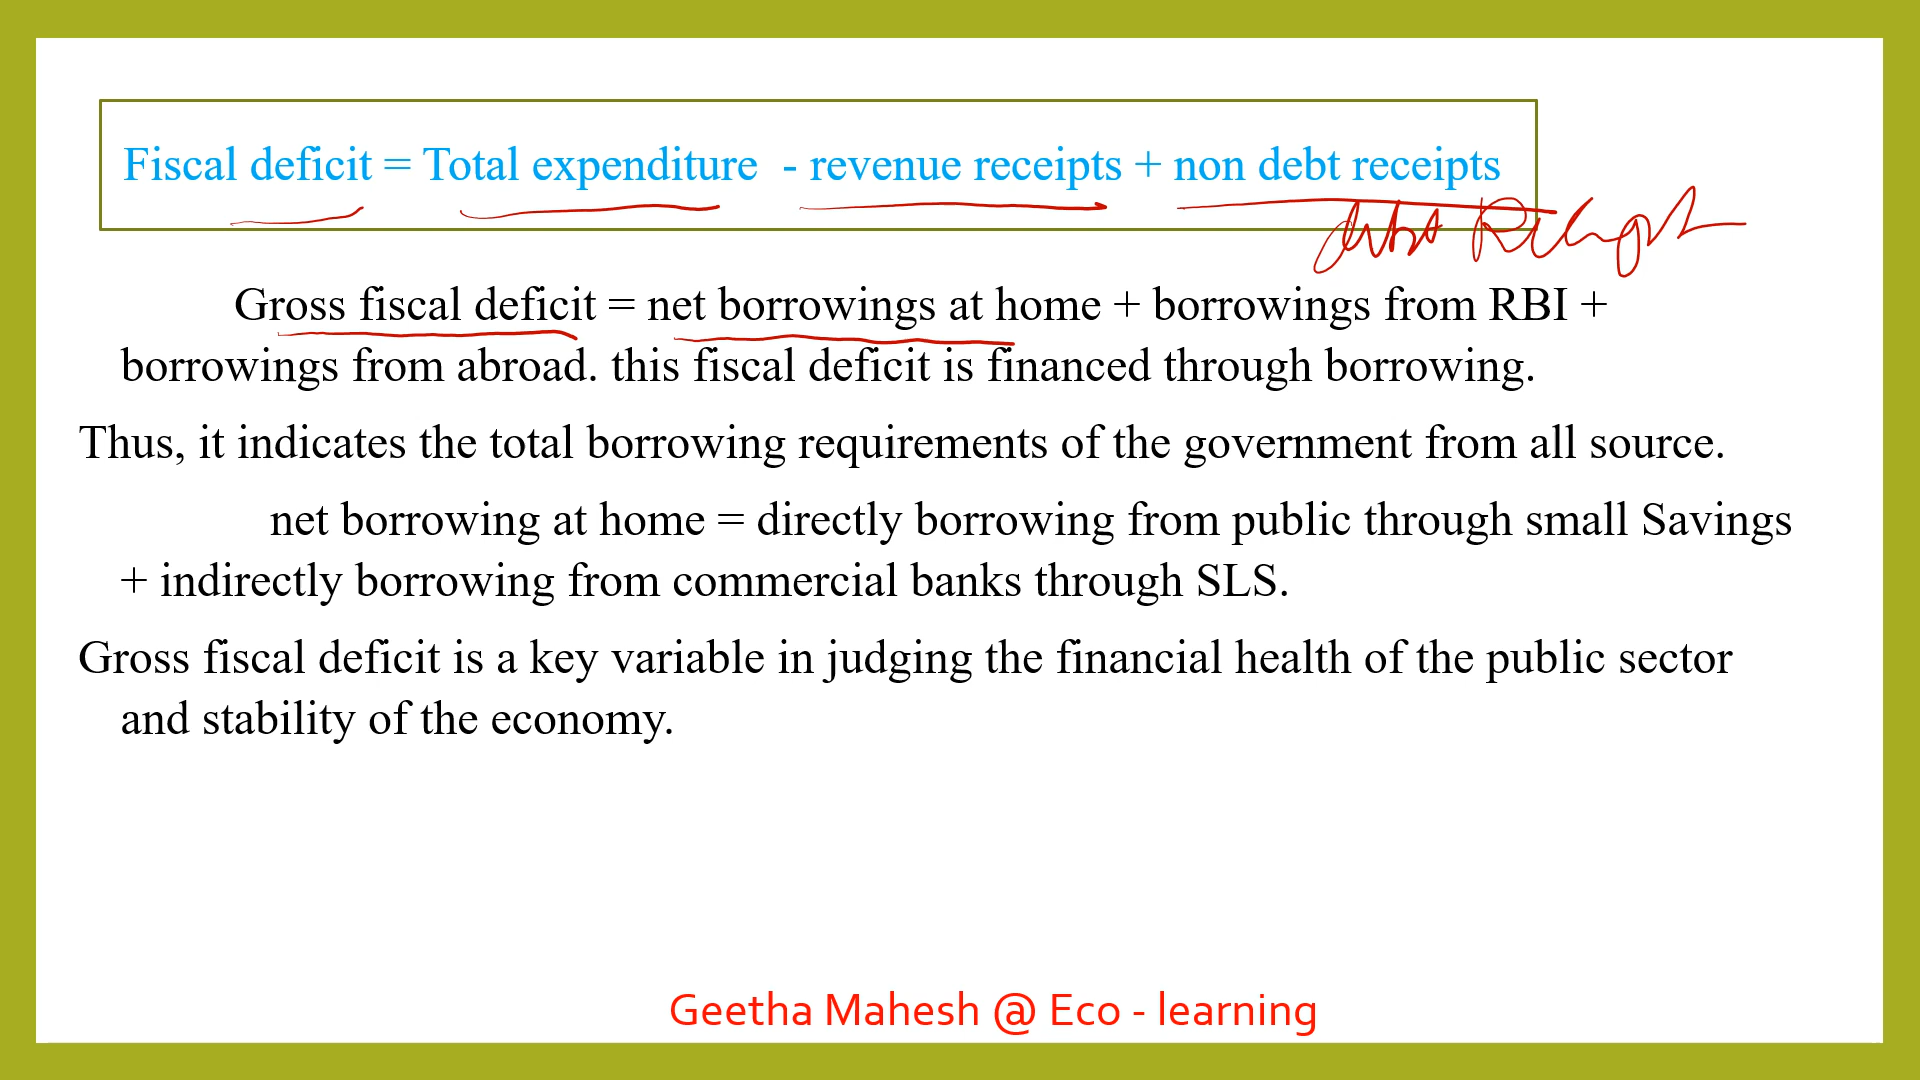 Fiscal deficit = Total expenditure - revenue receipts + non debt receipts
debt Receipt
Gross fiscal deficit = net borrowings at home + borrowings from RBI +
borrowings from abroad. this fiscal deficit is financed through borrowing.
Thus, it indicates the total borrowing requirements of the government from all source.
net borrowing at home = directly borrowing from public through small Savings
+ indirectly borrowing from commercial banks through SLS.
Gross fiscal deficit is a key variable in judging the financial health of the public sector
and stability of the economy.
Geetha Mahesh @ Eco - learning